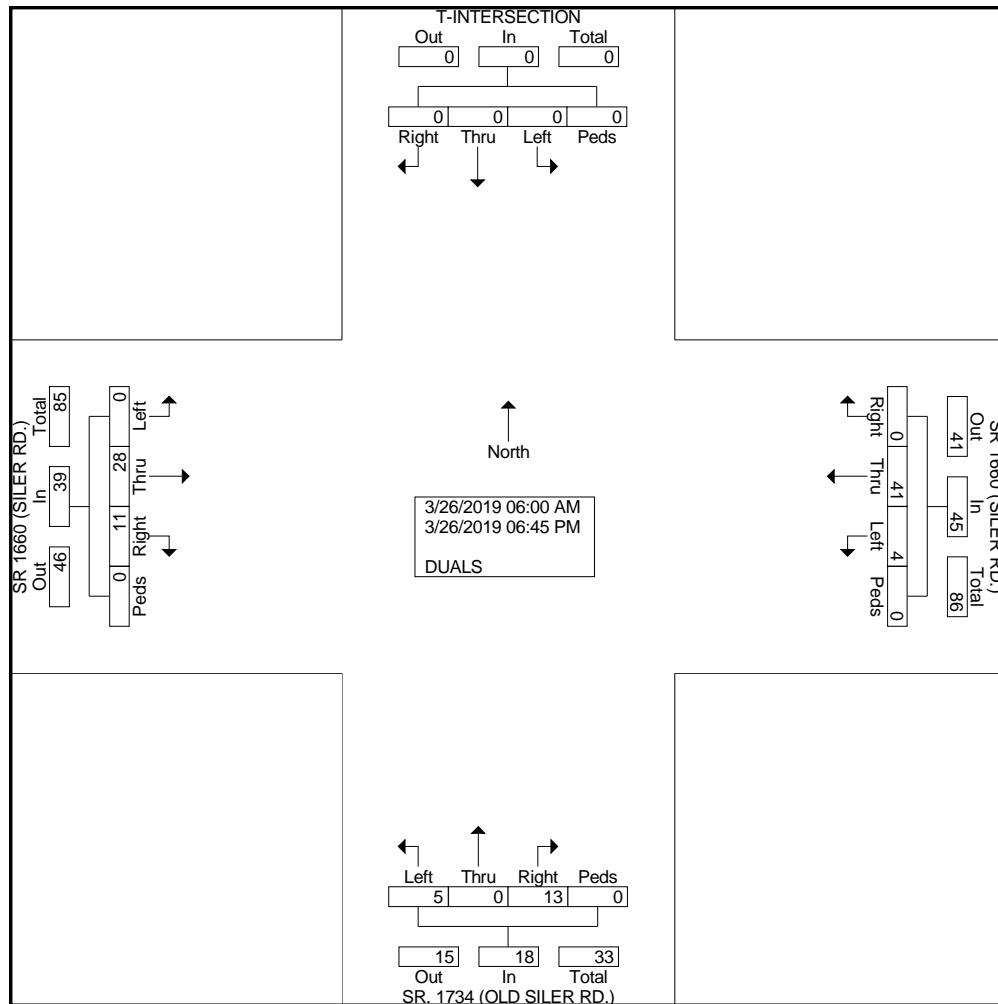 T-INTERSECTION
Out In Total
0 0 0
0 0 0 0
Right Thru Left Peds
SR 1660 (SILER RD.)
Total In Out
85 39 46
0 28 11 0
Left Thru Right Peds
North
3/26/2019 06:00 AM
3/26/2019 06:45 PM
DUALS
Right Thru Left Peds
0 41 4 0
Out In Total
41 45 86
SR 1660 (SILER RD.)
Left Thru Right Peds
5 0 13 0
15 18 33
Out In Total
SR. 1734 (OLD SILER RD.)